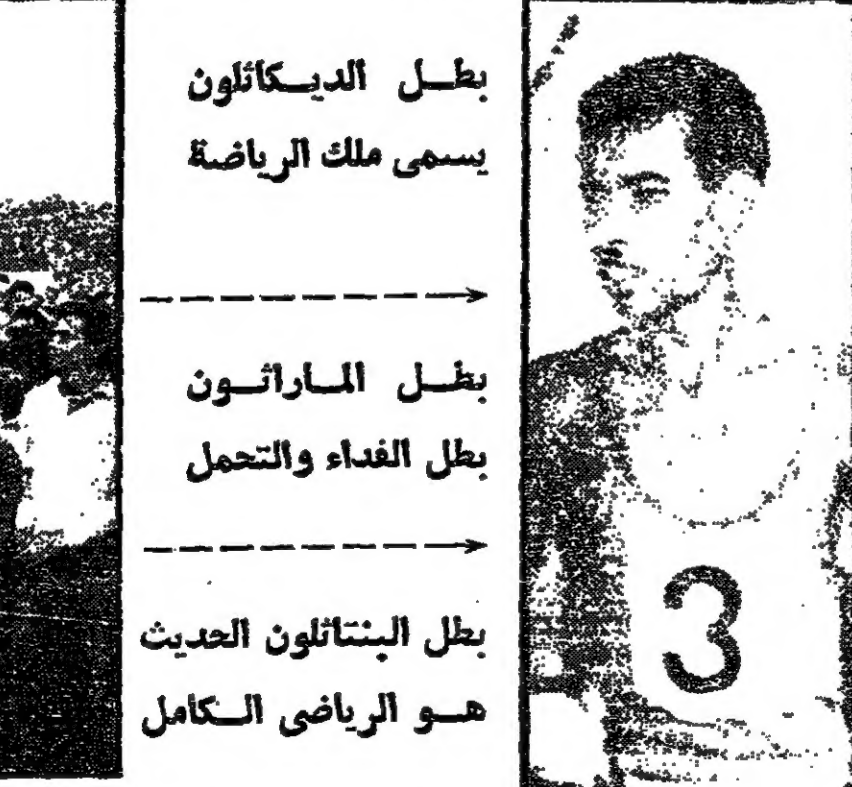 بطل الديكاثلون
يسمى ملك الرياضة
بطل الماراثون
بطل الفداء والتحمل
بطل البنتاثلون الحديث
هو الرياضى الكامل
3